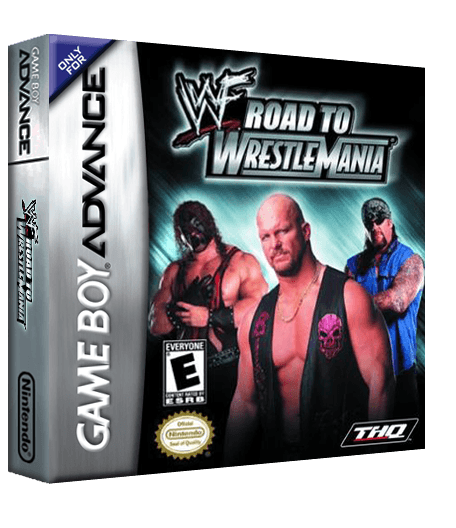 GAME BOY
ADVANCE
WF
ROAD TO
WRESTLEMANIA
Nintendo
ONLY
FOR
GAME BOY ADVANCE
WF
ROAD TO
WRESTLEMANIA
EVERYONE
E
CONTENT RATED BY
ESRB
Official
Nintendo
Seal of Quality
THQ